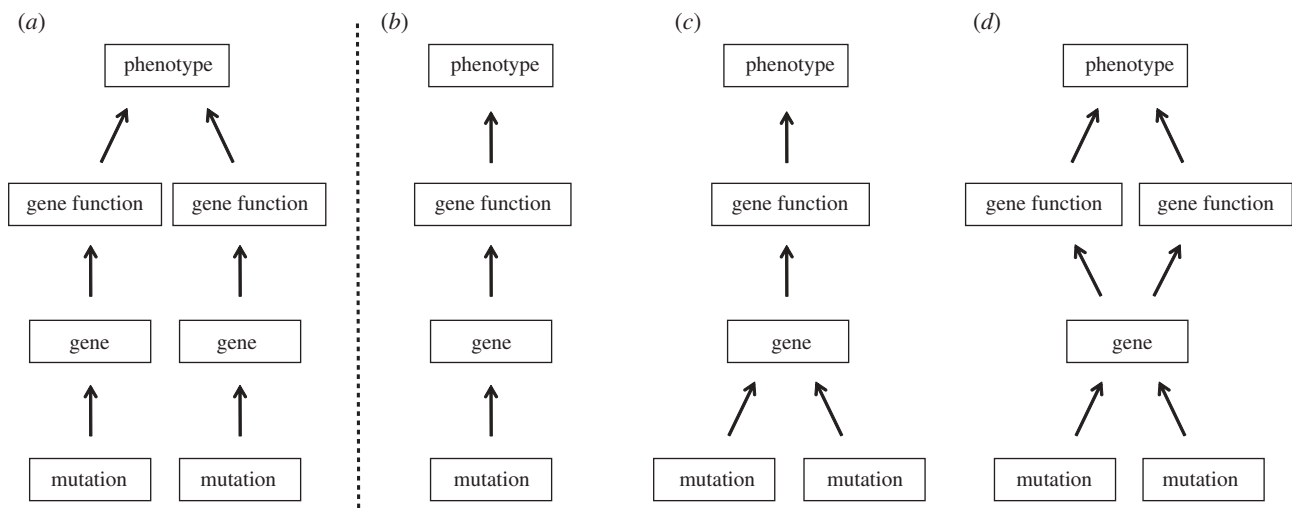 (a)
phenotype
gene function
gene function
gene
gene
mutation
mutation
(b)
phenotype
gene function
gene
mutation
(c)
phenotype
gene function
gene
mutation
mutation
(d)
phenotype
gene function
gene function
gene
mutation
mutation